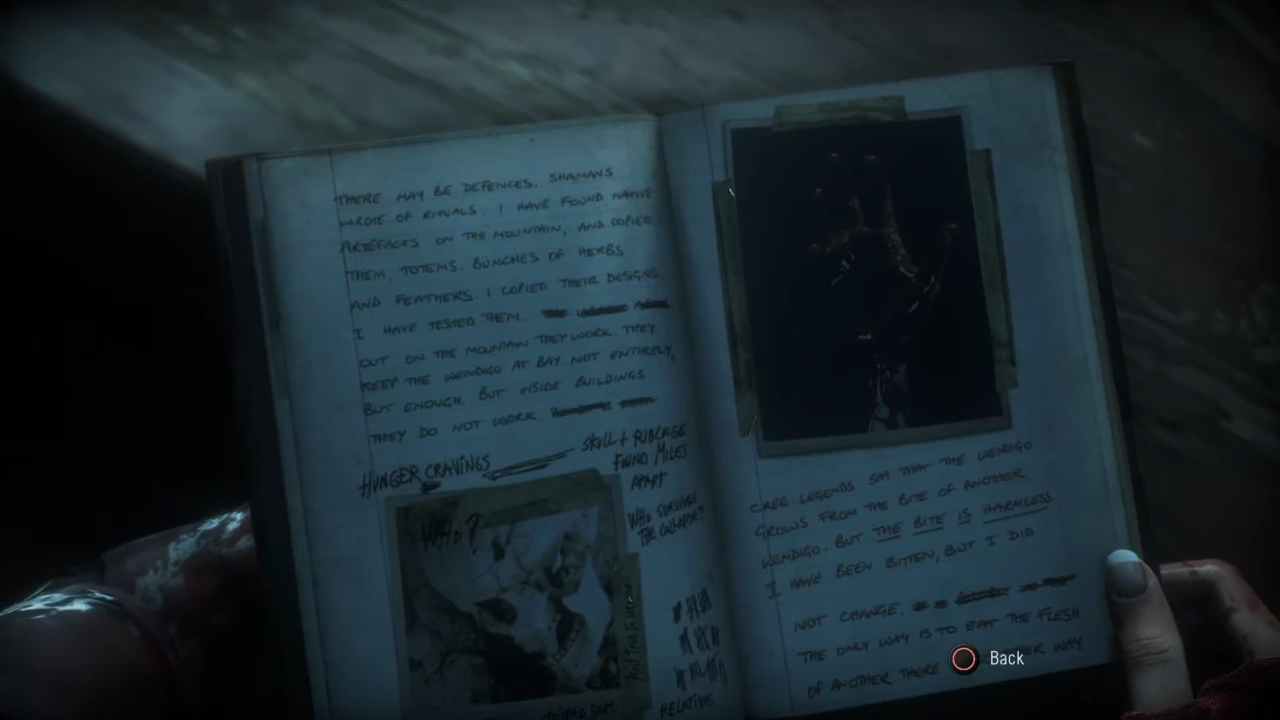 THERE MAY BE DEFENCES. SHAMANS
WROTE OF RITUALS. I HAVE FOUND NATIVE
ARTEFACTS ON THE MOUNTAIN, AND COPIED
THEM. TOTEMS. BUNCHES OF HERBS
AND FEATHERS. I COPIED THEIR DESIGNS.
I HAVE TESTED THEM.
OUT ON THE MOUNTAIN THEY WORK. THEY
KEEP THE WENDIGO AT BAY. NOT ENTIRELY,
BUT ENOUGH. BUT INSIDE BUILDINGS
THEY DO NOT WORK.
HUNGER CRAVINGS
SKULL + RIBCAGE
FOUND MILES
APART
WHO?
WHO SURVIVED
THE COLLAPSE?
RELATIVE
CREE LEGENDS SAY THAT THE WENDIGO
GROWS FROM THE BITE OF ANOTHER
WENDIGO. BUT THE BITE IS HARMLESS
I HAVE BEEN BITTEN, BUT I DID
NOT CHANGE.
THE ONLY WAY IS TO EAT THE FLESH
OF ANOTHER THERE WAY
Back